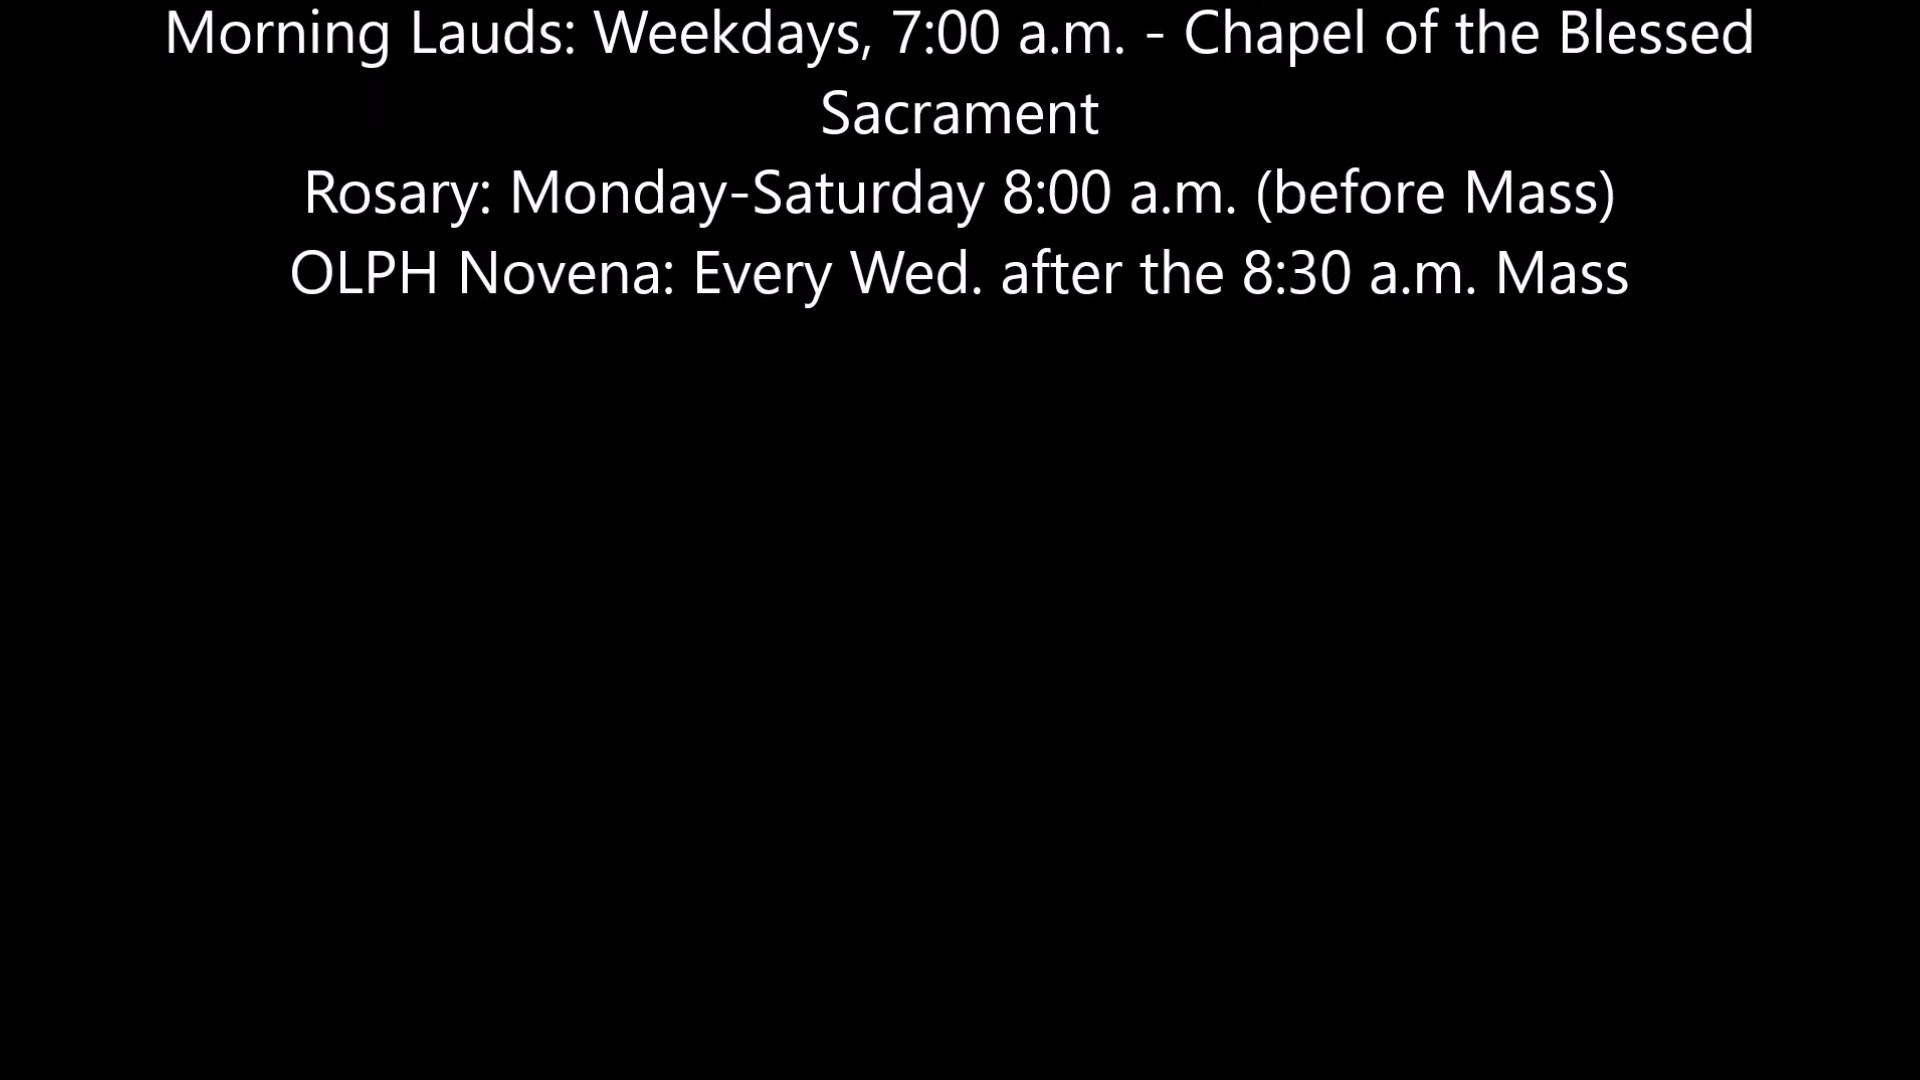 Morning Lauds: Weekdays, 7:00 a.m. - Chapel of the Blessed
Sacrament
Rosary: Monday-Saturday 8:00 a.m. (before Mass)
OLPH Novena: Every Wed. after the 8:30 a.m. Mass